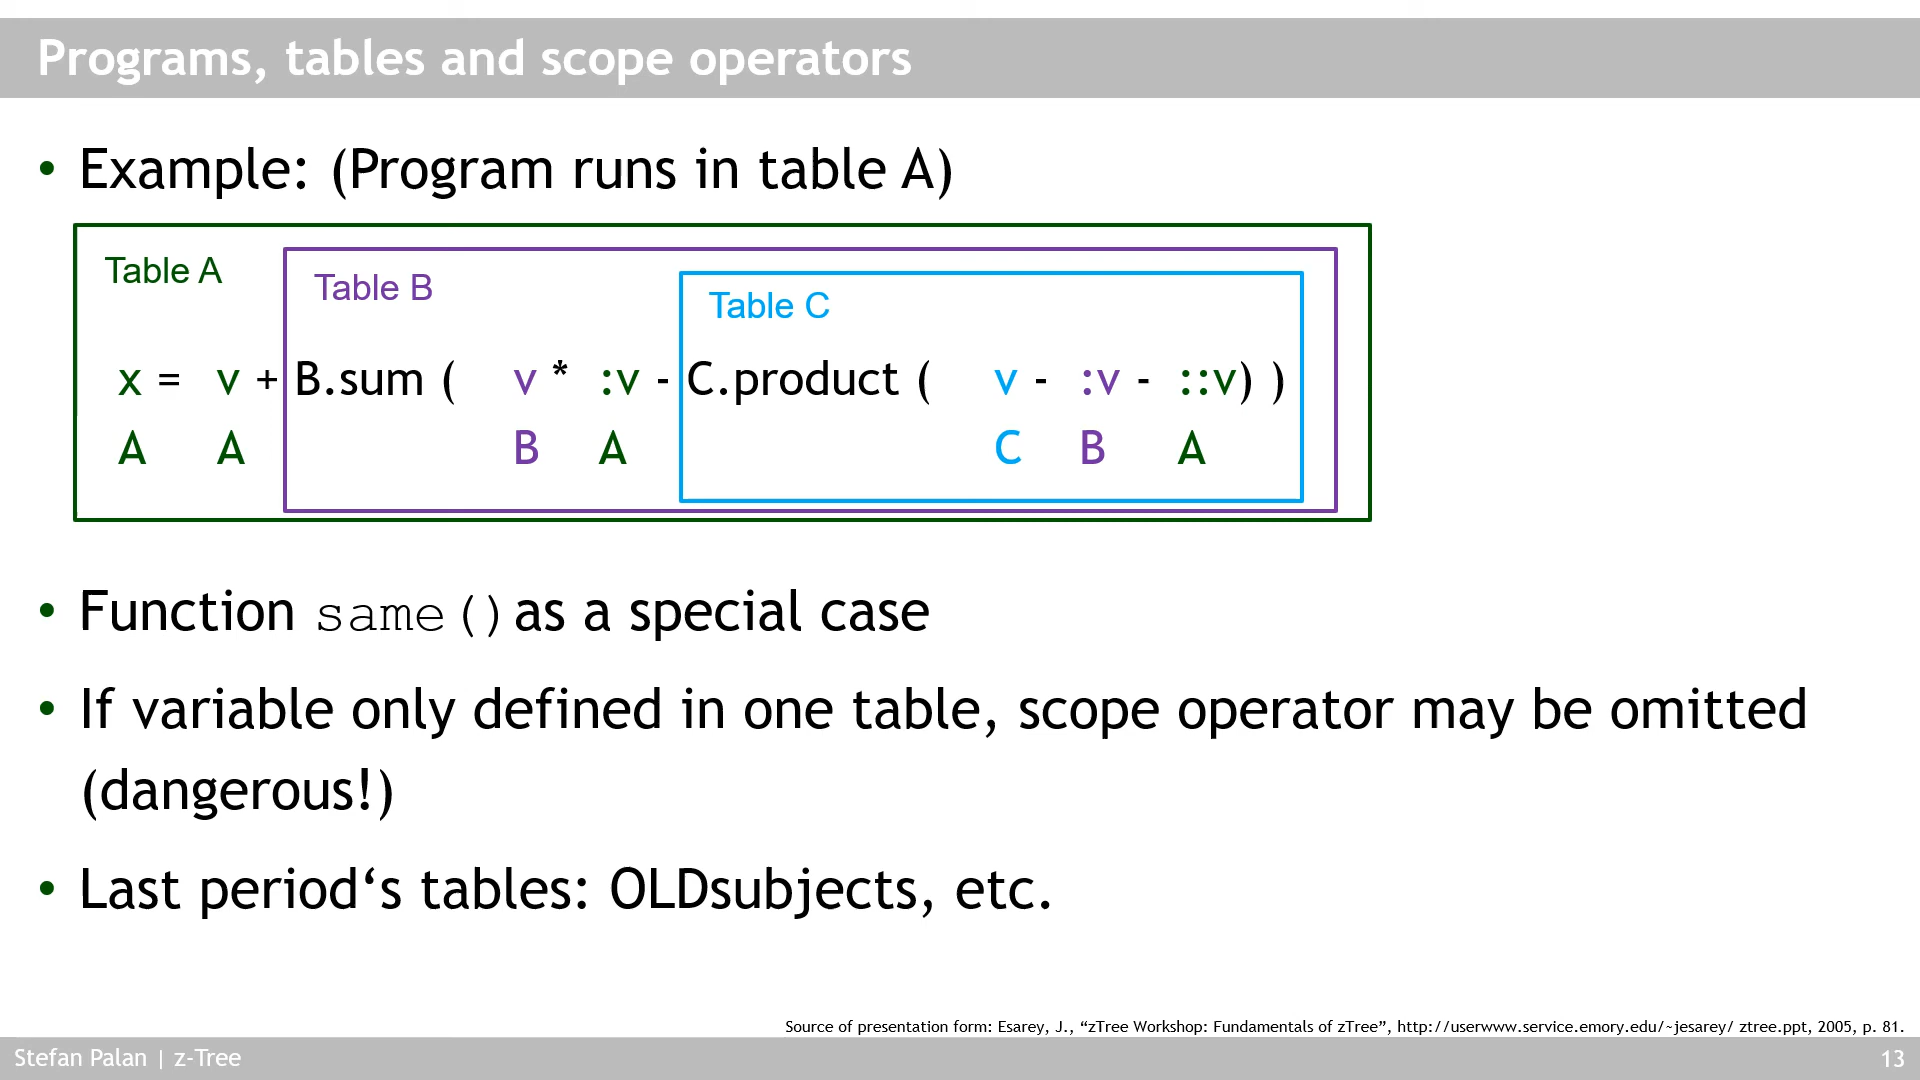 Programs, tables and scope operators
• Example: (Program runs in table A)
Table A
Table B
Table C
x = v + B.sum ( v * :v - C.product ( v - :v - ::v) )
A A B A C B A
• Function same() as a special case
• If variable only defined in one table, scope operator may be omitted
(dangerous!)
• Last period‘s tables: OLDsubjects, etc.
Source of presentation form: Esarey, J., “zTree Workshop: Fundamentals of zTree”, http://userwww.service.emory.edu/~jesarey/ ztree.ppt, 2005, p. 81.
Stefan Palan | z-Tree
13